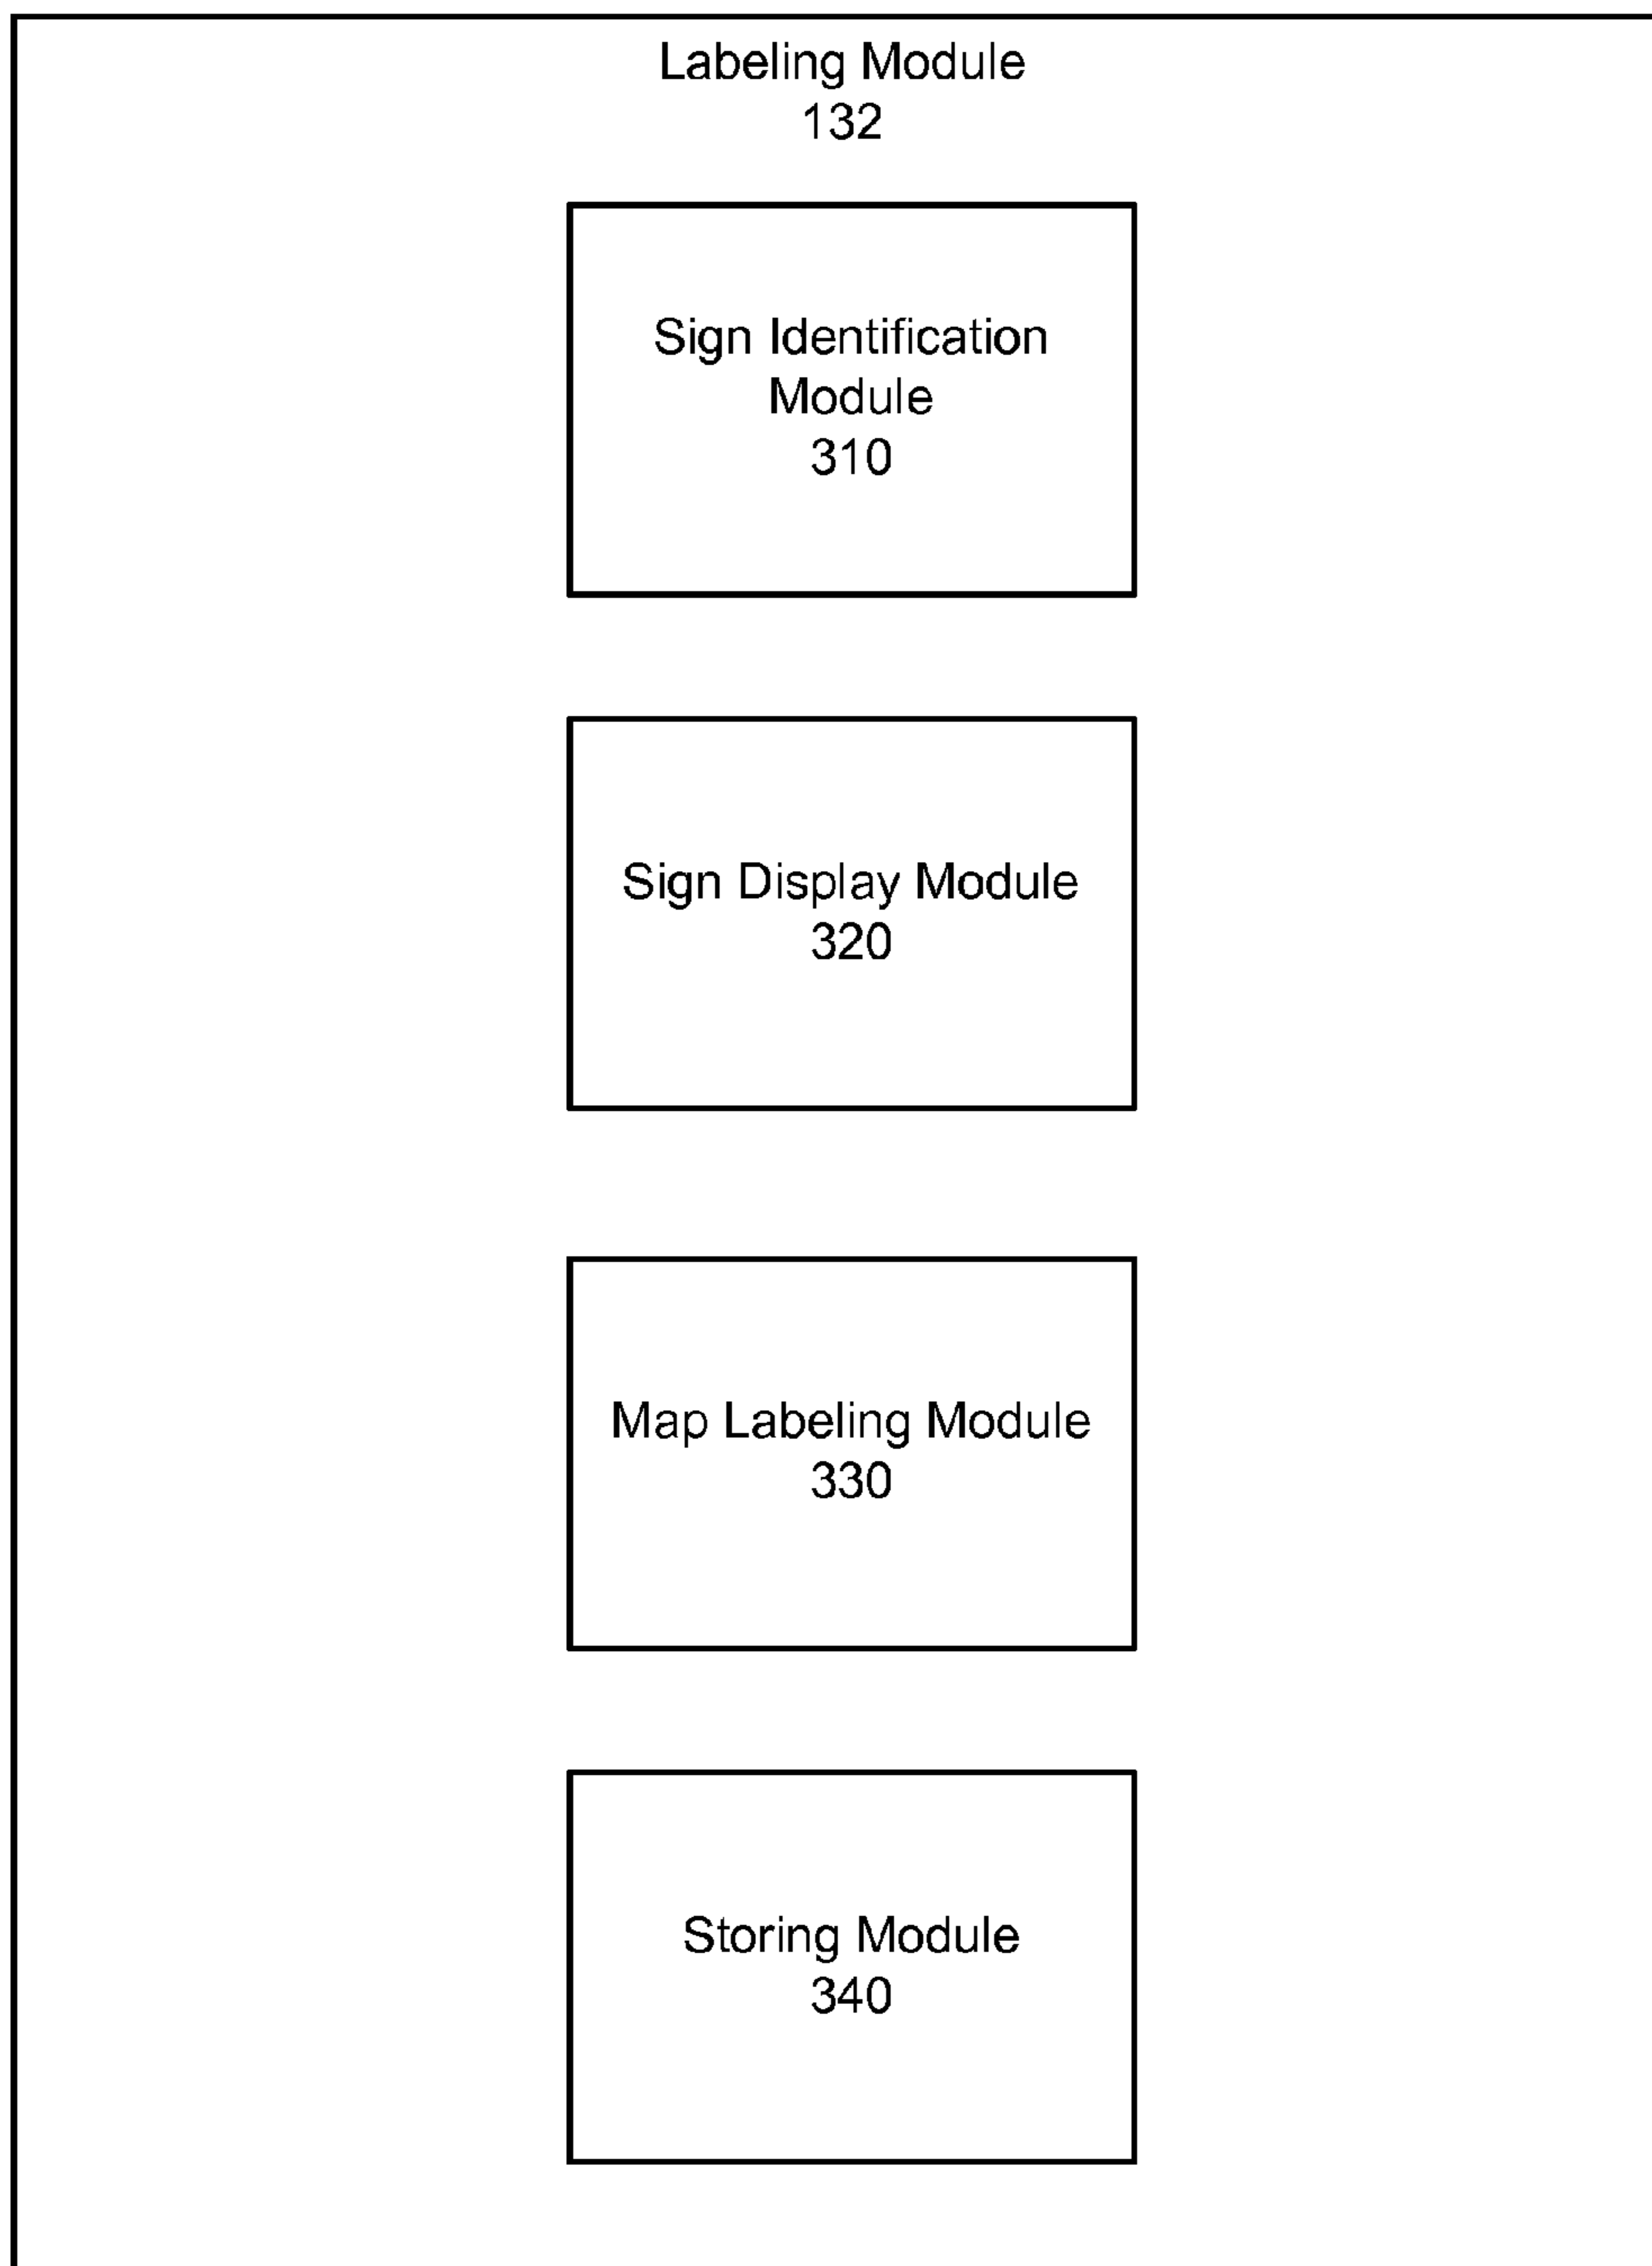 Labeling Module
132
Sign Identification
Module
310
Sign Display Module
320
Map Labeling Module
330
Storing Module
340